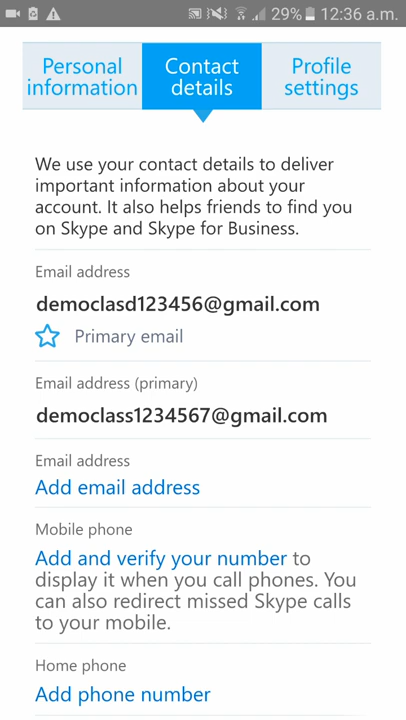 29% 12:36 a.m.
Personal information
Contact details
Profile settings
We use your contact details to deliver
important information about your
account. It also helps friends to find you
on Skype and Skype for Business.
Email address
democlasd123456@gmail.com
Primary email
Email address (primary)
democlass1234567@gmail.com
Email address
Add email address
Mobile phone
Add and verify your number to
display it when you call phones. You
can also redirect missed Skype calls
to your mobile.
Home phone
Add phone number